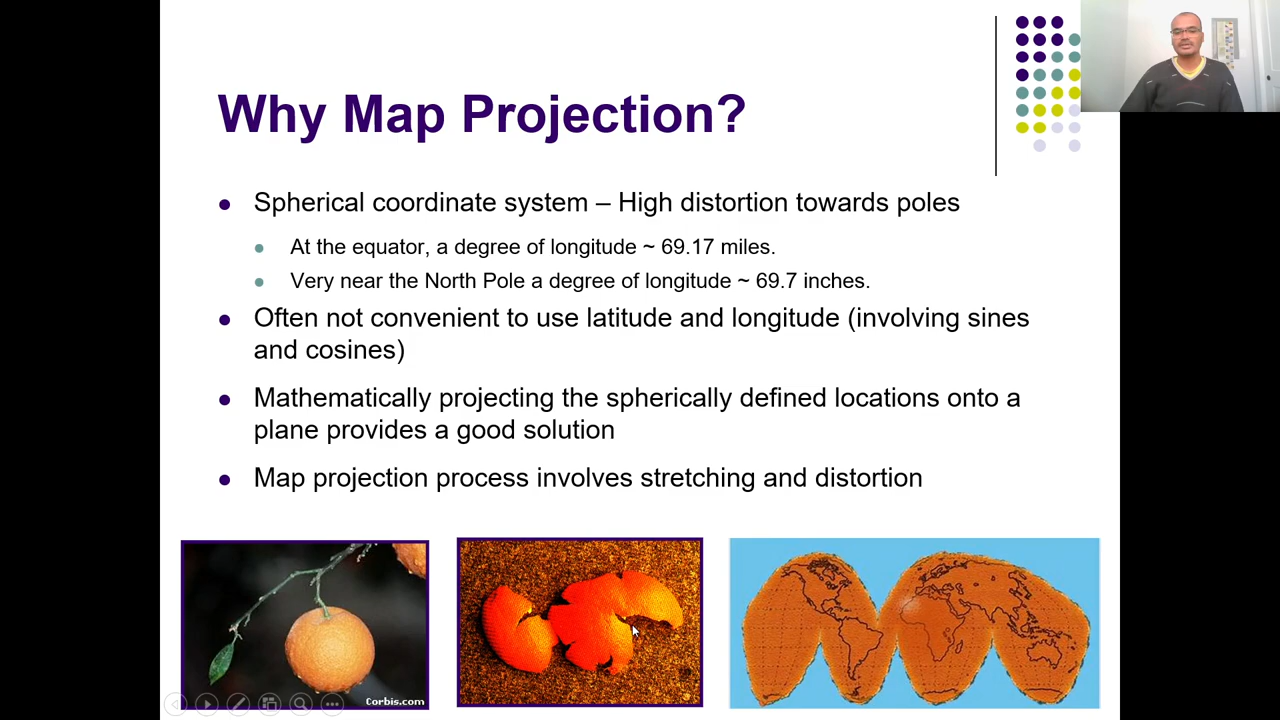 Why Map Projection?
Spherical coordinate system – High distortion towards poles
At the equator, a degree of longitude ~ 69.17 miles.
Very near the North Pole a degree of longitude ~ 69.7 inches.
Often not convenient to use latitude and longitude (involving sines
and cosines)
Mathematically projecting the spherically defined locations onto a
plane provides a good solution
Map projection process involves stretching and distortion
Corbis.com